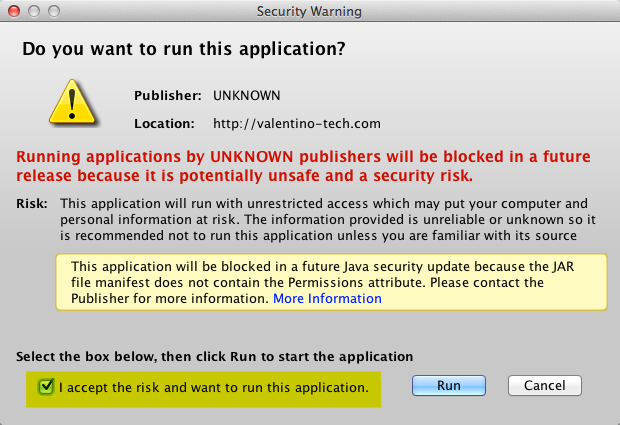 Security Warning
Do you want to run this application?
Publisher: UNKNOWN
Location: http://valentino-tech.com
Running applications by UNKNOWN publishers will be blocked in a future
release because it is potentially unsafe and a security risk.
Risk: This application will run with unrestricted access which may put your computer and
personal information at risk. The information provided is unreliable or unknown so it
is recommended not to run this application unless you are familiar with its source
This application will be blocked in a future Java security update because the JAR
file manifest does not contain the Permissions attribute. Please contact the
Publisher for more information. More Information
Select the box below, then click Run to start the application
I accept the risk and want to run this application.
Run
Cancel